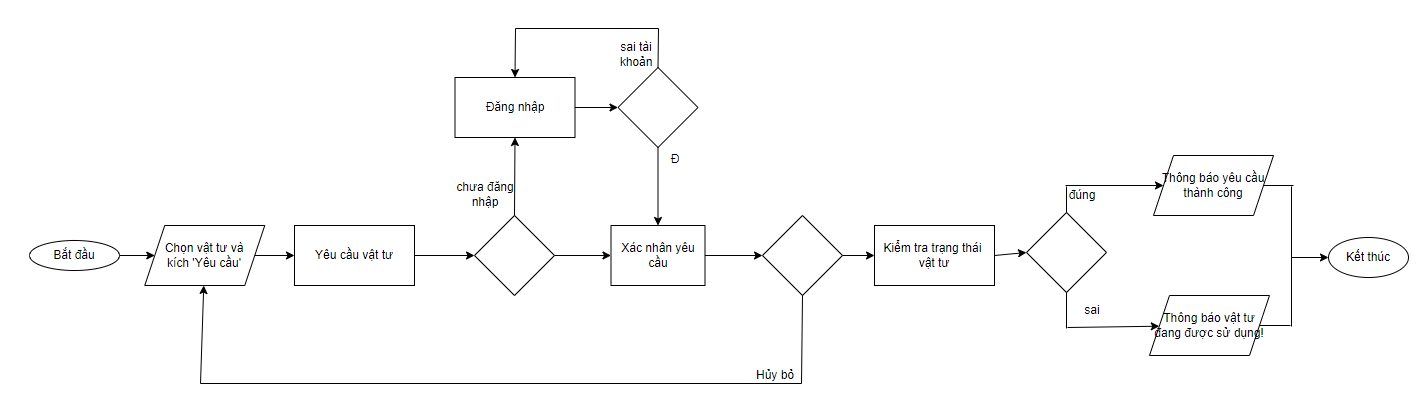 sai tài
khoản
Đăng nhập
Đ
chưa đăng
nhập
Bắt đầu
Chọn vật tư và
kích 'Yêu cầu'
Yêu cầu vật tư
Xác nhân yêu
cầu
Kiểm tra trạng thái
vật tư
đúng
Thông báo yêu cầu
thành công
Kết thúc
sai
Thông báo vật tư
đang được sử dụng!
Hủy bỏ